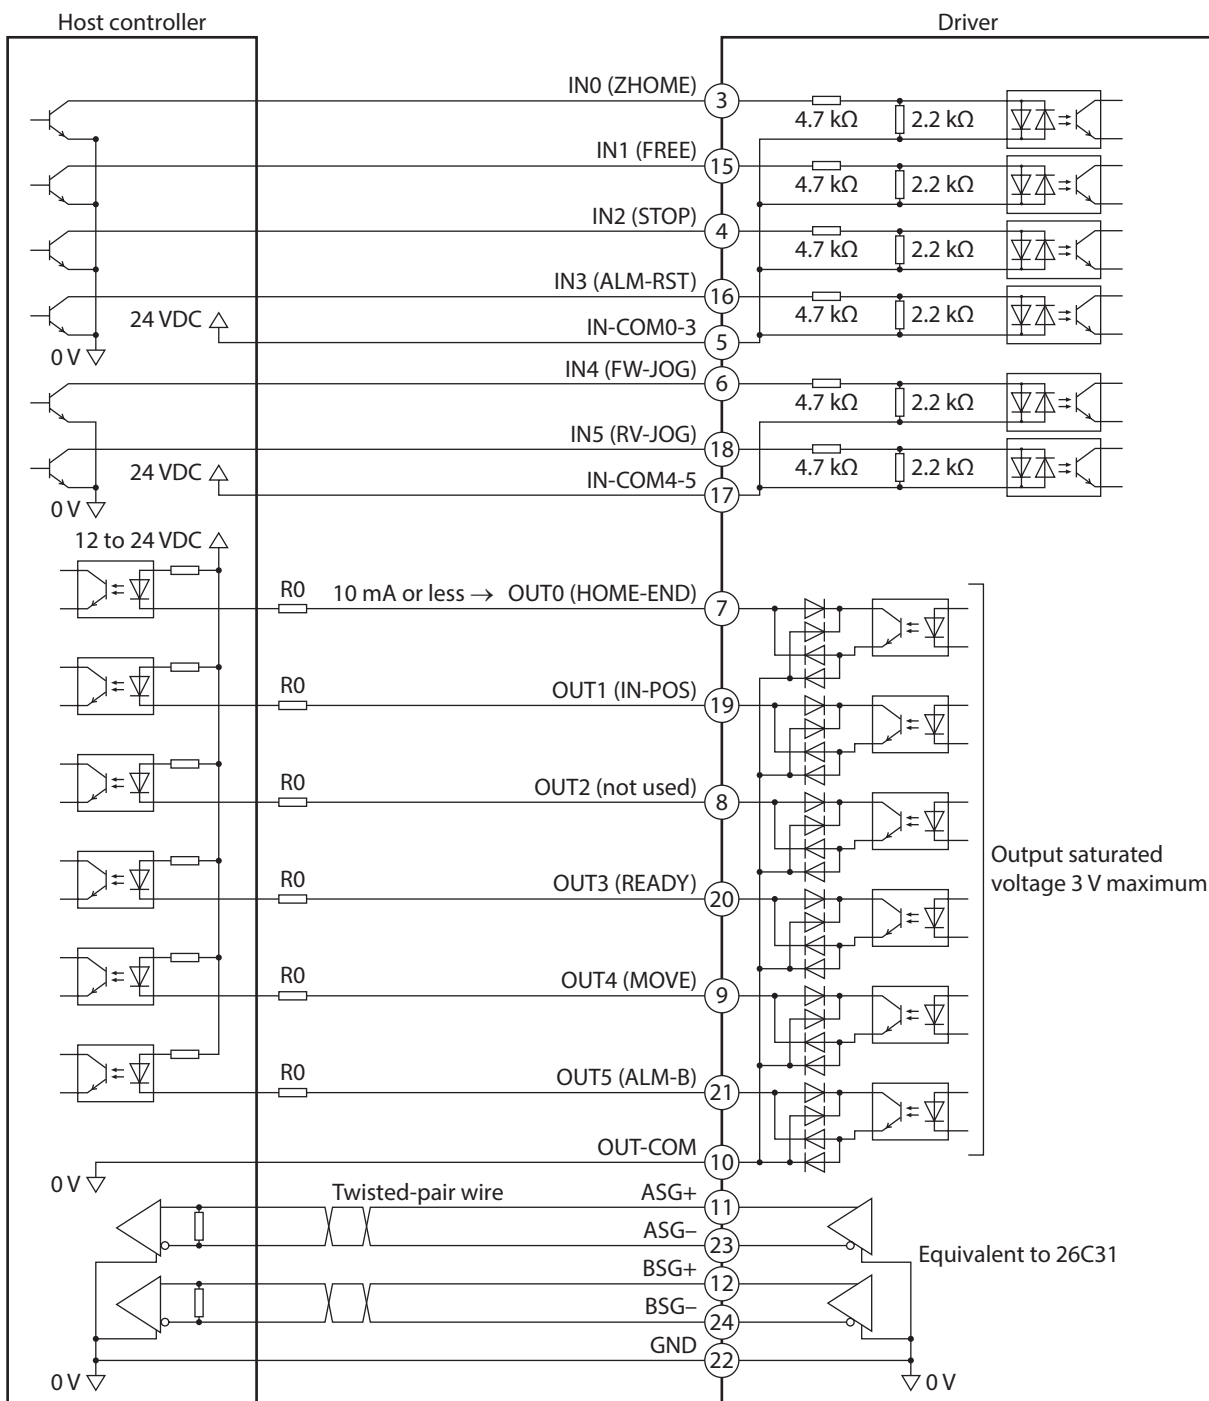 Host controller
Driver
IN0 (ZHOME)
3
4.7 kΩ
2.2 kΩ
IN1 (FREE)
15
4.7 kΩ
2.2 kΩ
IN2 (STOP)
4
4.7 kΩ
2.2 kΩ
IN3 (ALM-RST)
16
4.7 kΩ
2.2 kΩ
24 VDC
IN-COM0-3
5
0 V
IN4 (FW-JOG)
6
4.7 kΩ
2.2 kΩ
IN5 (RV-JOG)
18
4.7 kΩ
2.2 kΩ
24 VDC
IN-COM4-5
17
0 V
12 to 24 VDC
R0
10 mA or less →
OUT0 (HOME-END)
7
R0
OUT1 (IN-POS)
19
R0
OUT2 (not used)
8
Output saturated
voltage 3 V maximum
R0
OUT3 (READY)
20
R0
OUT4 (MOVE)
9
R0
OUT5 (ALM-B)
21
OUT-COM
10
0 V
Twisted-pair wire
ASG+
11
ASG–
23
Equivalent to 26C31
BSG+
12
BSG–
24
GND
22
0 V
0 V